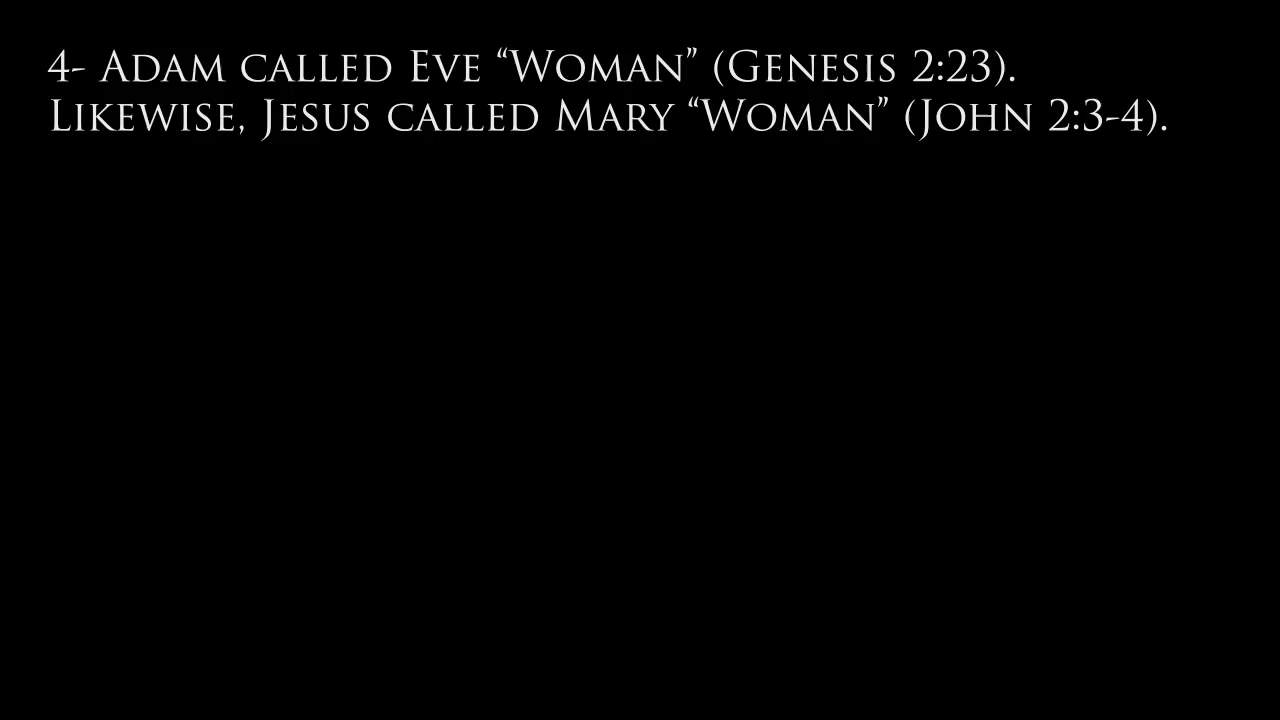 4- Adam called Eve “Woman” (Genesis 2:23).
Likewise, Jesus called Mary “Woman” (John 2:3-4).